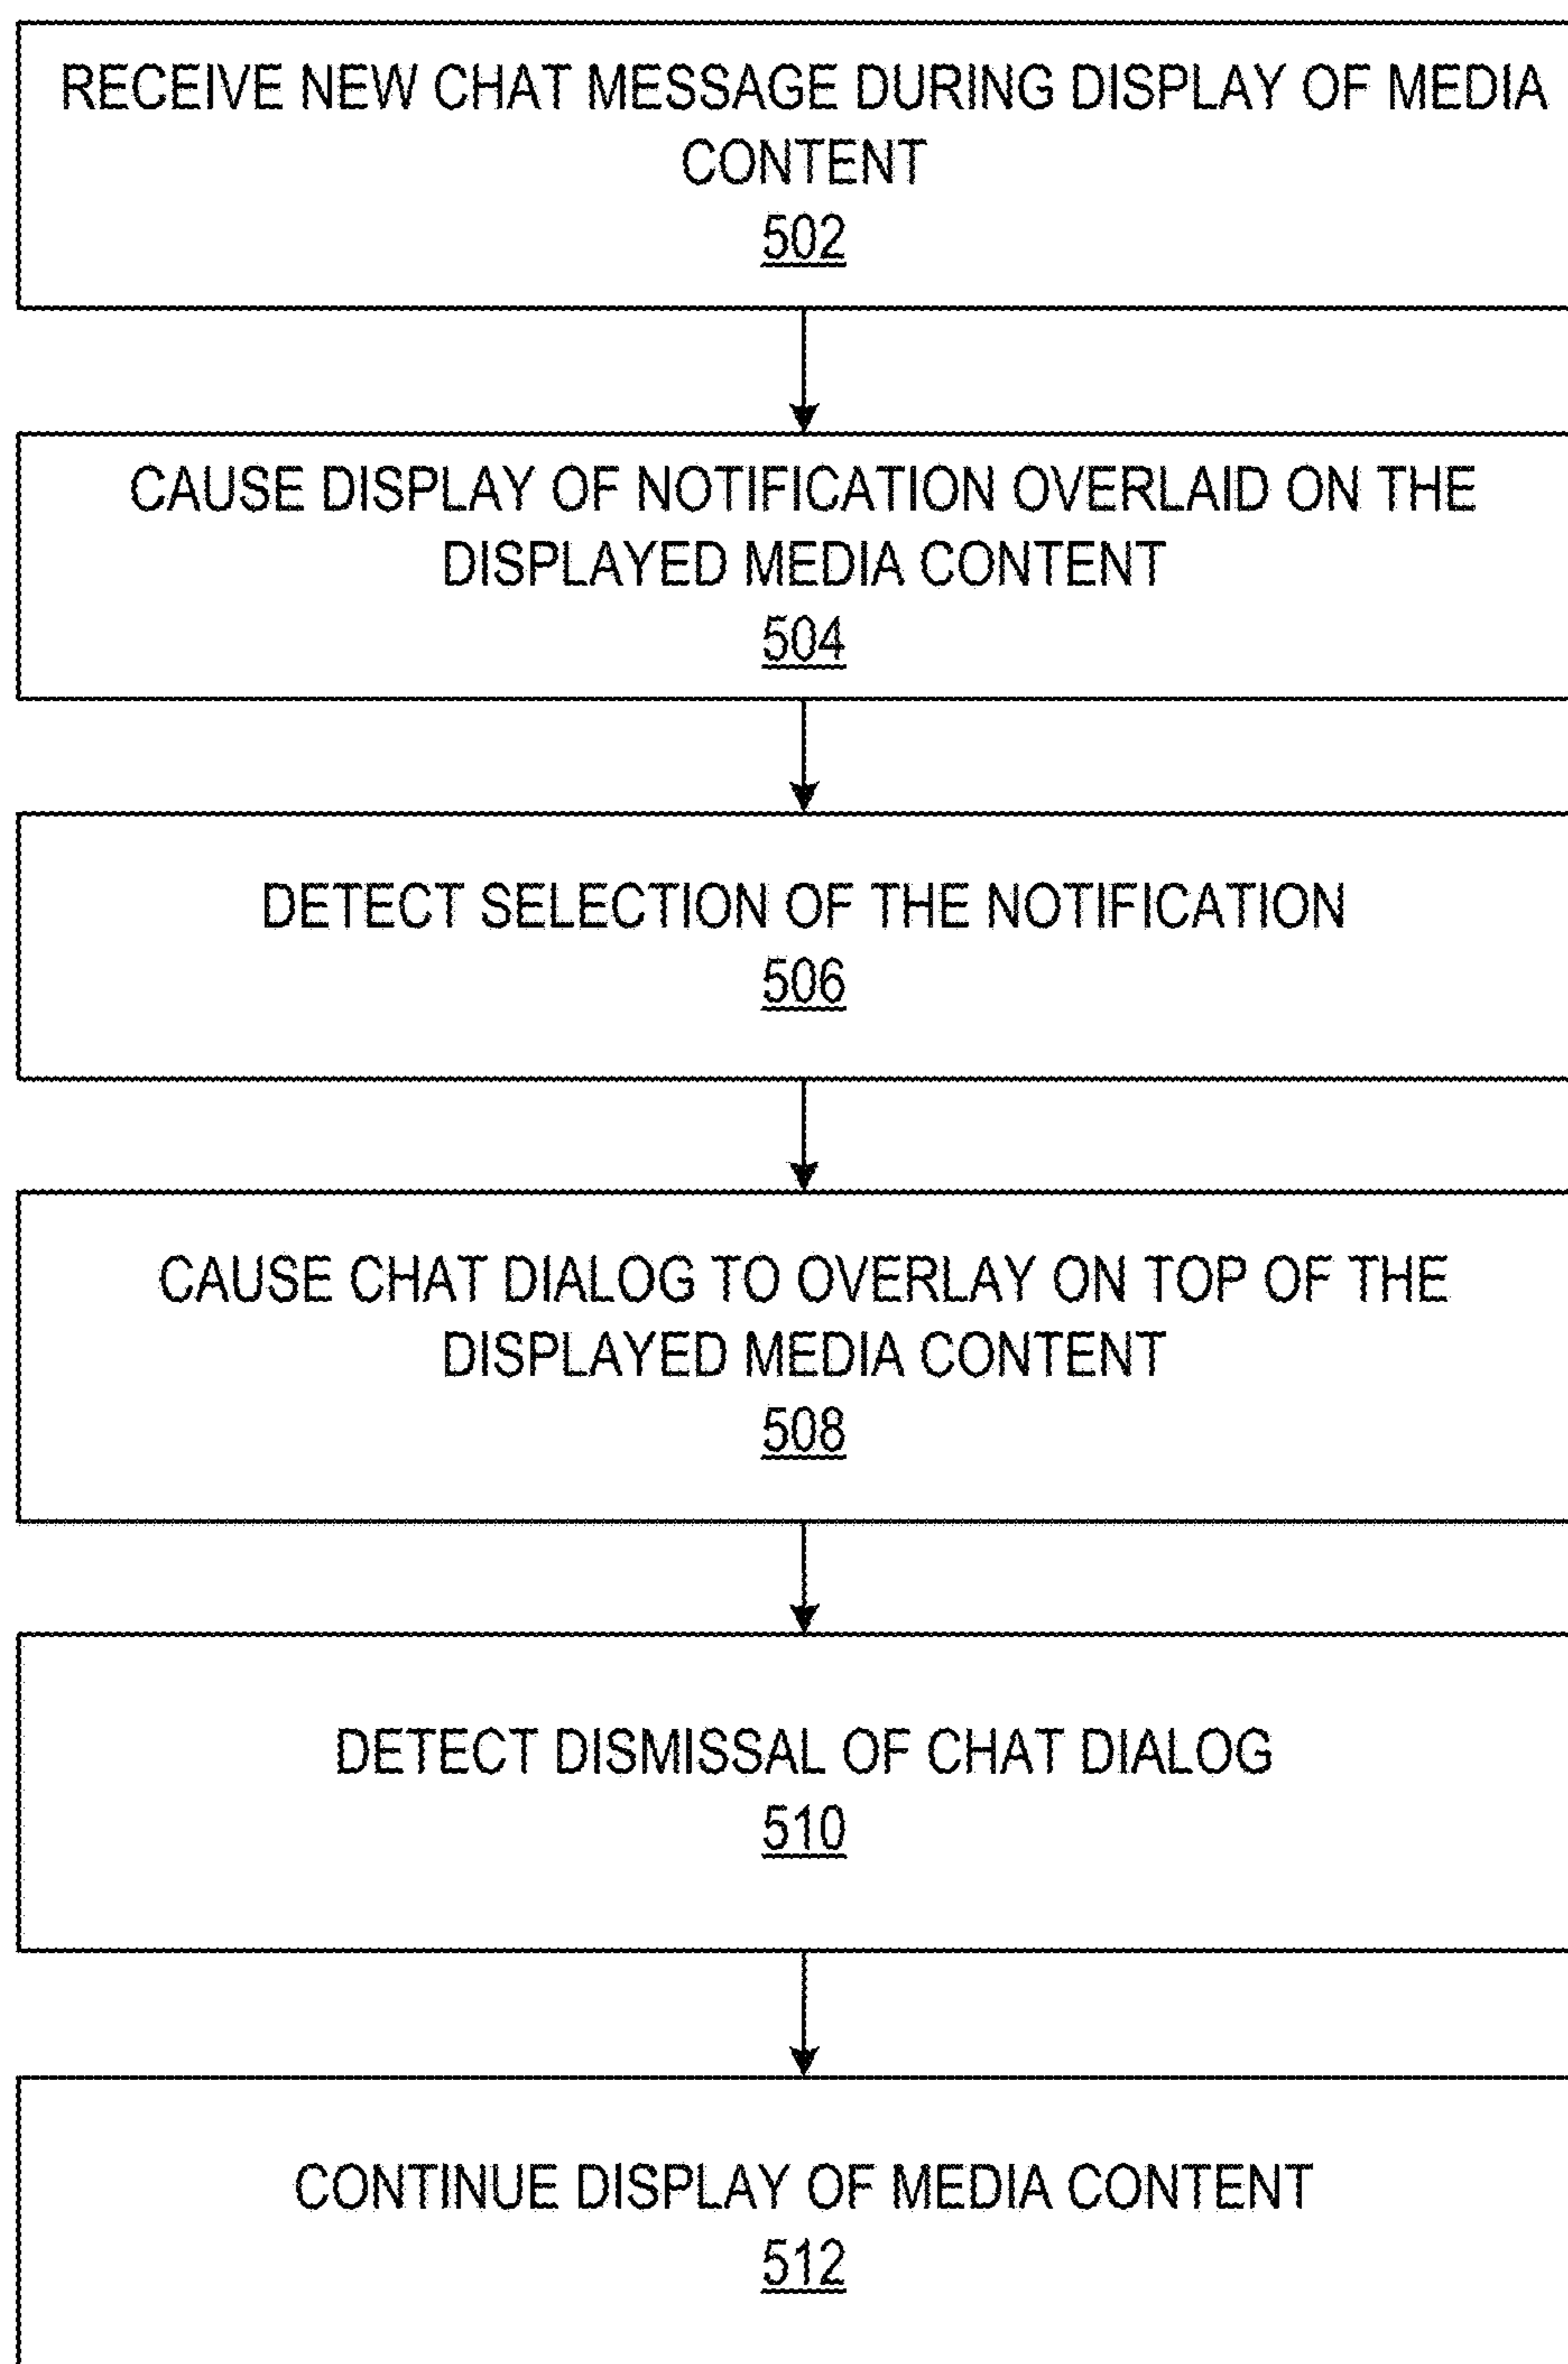 RECEIVE NEW CHAT MESSAGE DURING DISPLAY OF MEDIA
CONTENT
502
CAUSE DISPLAY OF NOTIFICATION OVERLAID ON THE
DISPLAYED MEDIA CONTENT
504
DETECT SELECTION OF THE NOTIFICATION
506
CAUSE CHAT DIALOG TO OVERLAY ON TOP OF THE
DISPLAYED MEDIA CONTENT
508
DETECT DISMISSAL OF CHAT DIALOG
510
CONTINUE DISPLAY OF MEDIA CONTENT
512